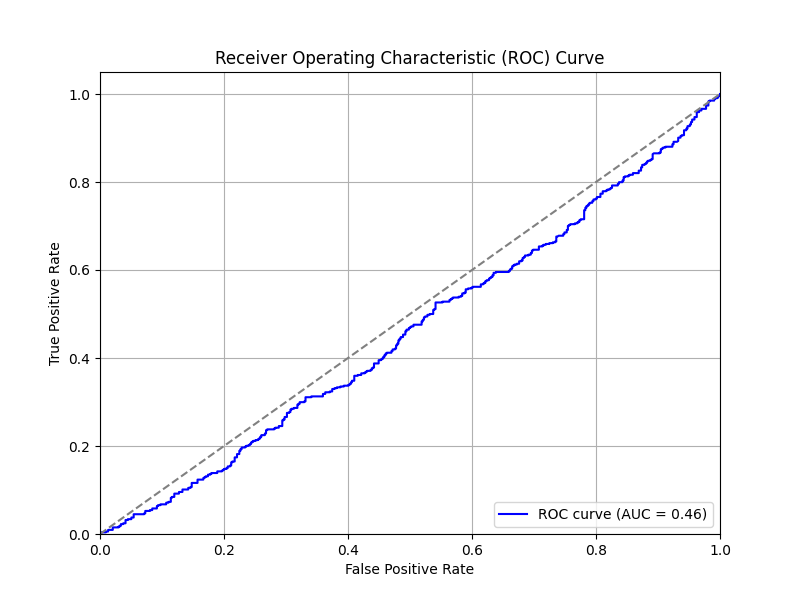 Receiver Operating Characteristic (ROC) Curve
True Positive Rate
1.0
0.8
0.6
0.4
0.2
0.0
0.0 0.2 0.4 0.6 0.8 1.0
False Positive Rate
ROC curve (AUC = 0.46)